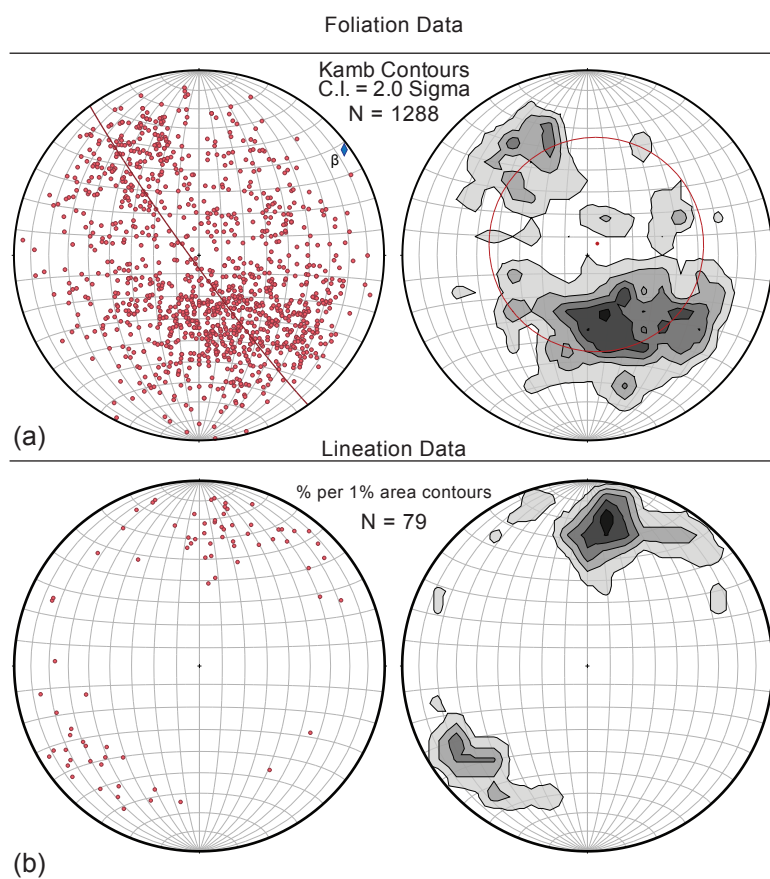 Foliation Data
Kamb Contours
C.I. = 2.0 Sigma
N = 1288
β
(a)
Lineation Data
% per 1% area contours
N = 79
(b)